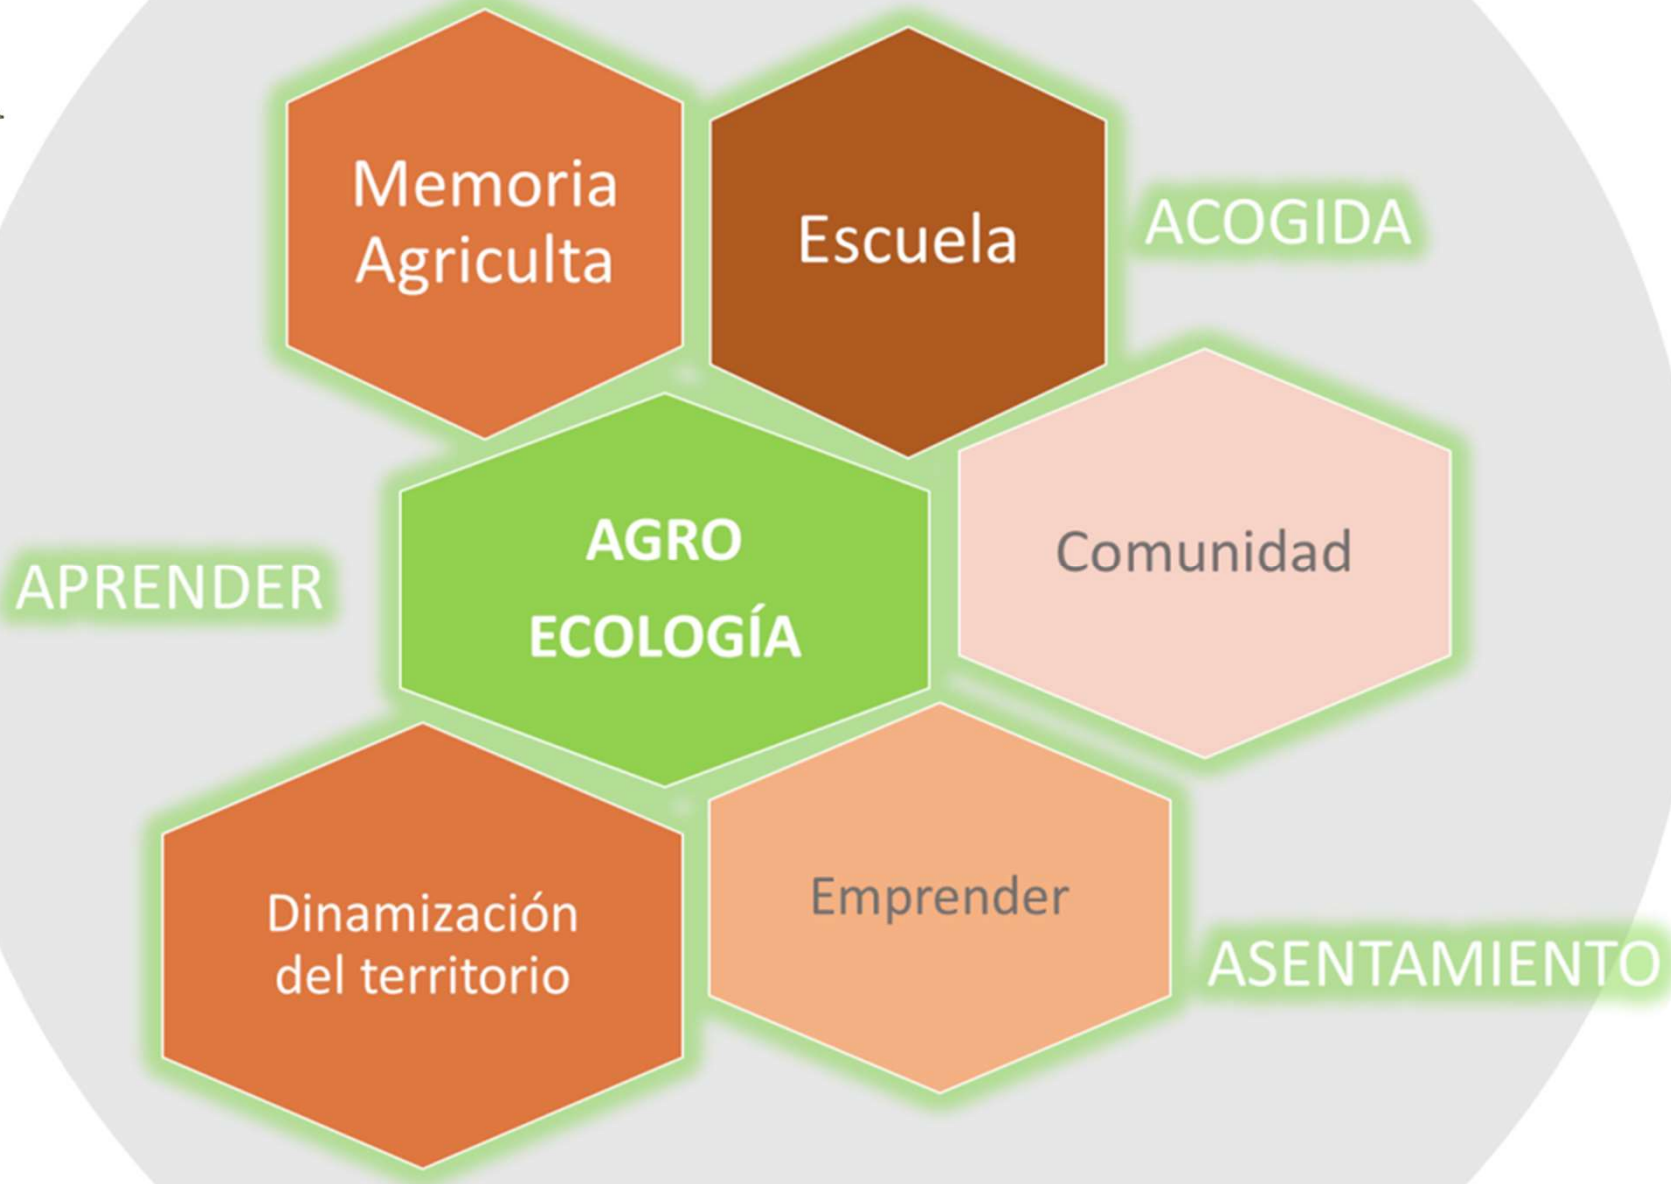 Memoria
Agriculta
Escuela
ACOGIDA
Comunidad
AGRO
ECOLOGÍA
APRENDER
Dinamización
del territorio
Emprender
ASENTAMIENTO